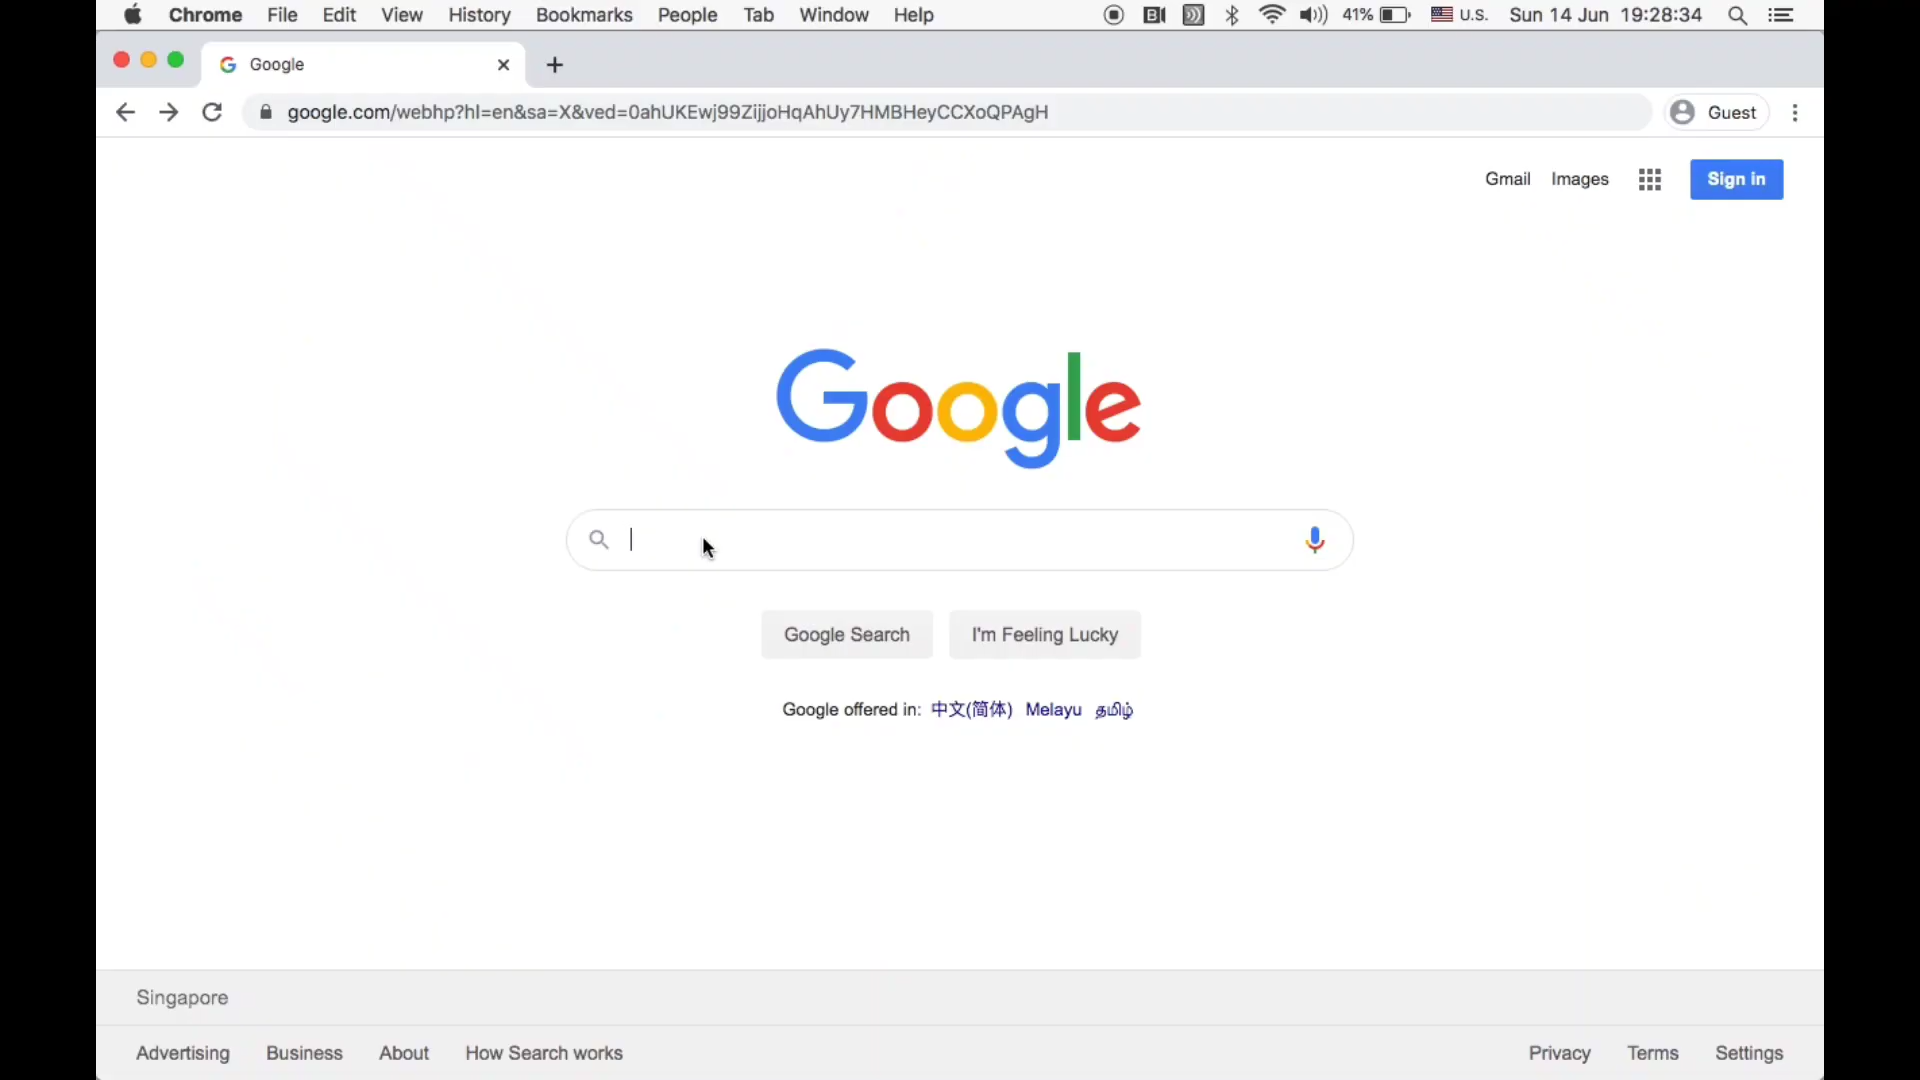 Chrome File Edit View History Bookmarks People Tab Window Help 41% U.S. Sun 14 Jun 19:28:34
Google
google.com/webhp?hl=en&sa=X&ved=0ahUKEwj99ZijjoHqAhUy7HMBHeyCCXoQPAgH Guest
Gmail Images Sign in
Google
Google Search I'm Feeling Lucky
Google offered in: 中文(简体) Melayu தமிழ்
Singapore
Advertising Business About How Search works Privacy Terms Settings